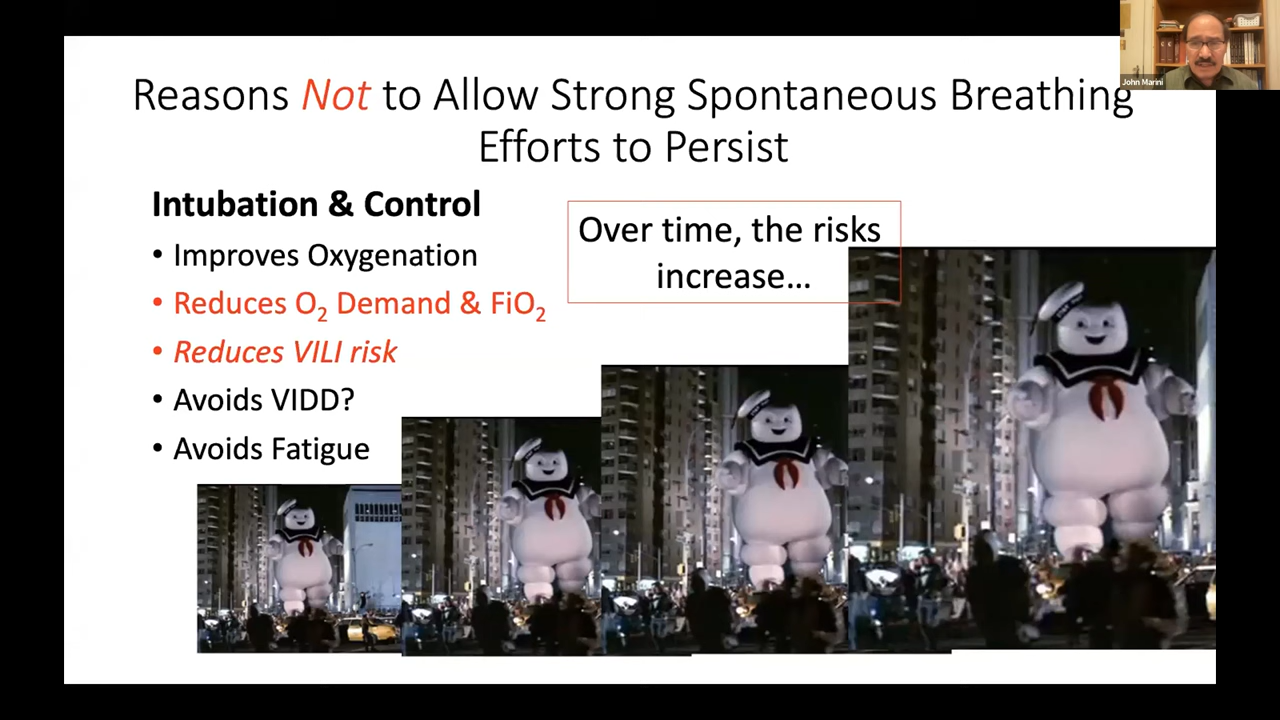 John Marini
Reasons Not to Allow Strong Spontaneous Breathing
Efforts to Persist
Intubation & Control
• Improves Oxygenation
• Reduces O₂ Demand & FiO₂
• Reduces VILI risk
• Avoids VIDD?
• Avoids Fatigue
Over time, the risks
increase...